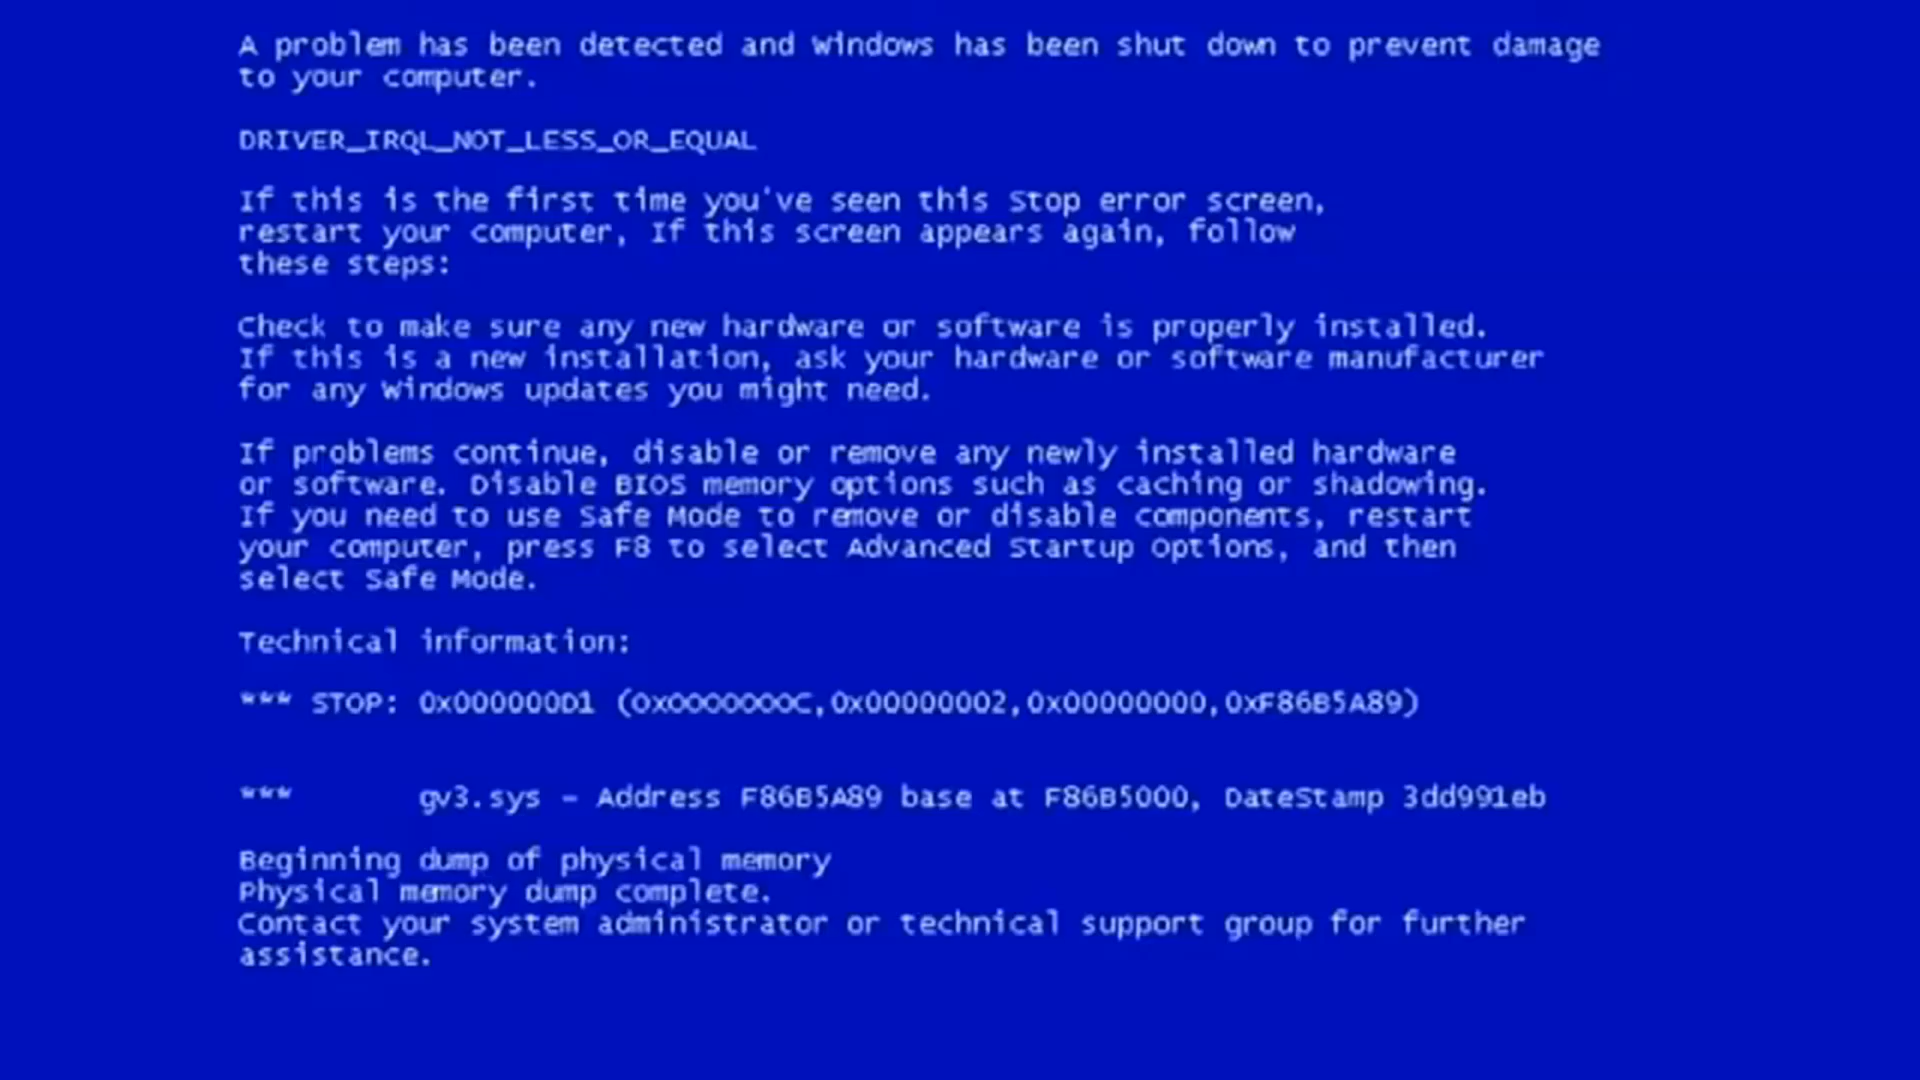 A problem has been detected and Windows has been shut down to prevent damage
to your computer.
DRIVER_IRQL_NOT_LESS_OR_EQUAL
If this is the first time you've seen this Stop error screen,
restart your computer, If this screen appears again, follow
these steps:
Check to make sure any new hardware or software is properly installed.
If this is a new installation, ask your hardware or software manufacturer
for any Windows updates you might need.
If problems continue, disable or remove any newly installed hardware
or software. Disable BIOS memory options such as caching or shadowing.
If you need to use Safe Mode to remove or disable components, restart
your computer, press F8 to select Advanced Startup Options, and then
select Safe Mode.
Technical information:
*** STOP: 0x000000D1 (0x0000000C,0x00000002,0x00000000,0xF86B5A89)
***       gv3.sys – Address F86B5A89 base at F86B5000, DateStamp 3dd991eb
Beginning dump of physical memory
Physical memory dump complete.
Contact your system administrator or technical support group for further
assistance.